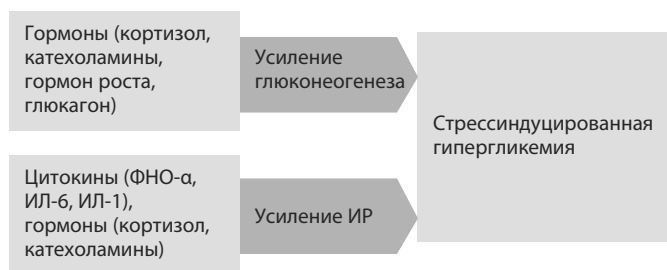 Гормоны (кортизол,
катехоламины,
гормон роста,
глюкагон)
Усиление
глюконеогенеза
Стрессиндуцированная
гипергликемия
Цитокины (ФНО-α,
ИЛ-6, ИЛ-1),
гормоны (кортизол,
катехоламины)
Усиление ИР